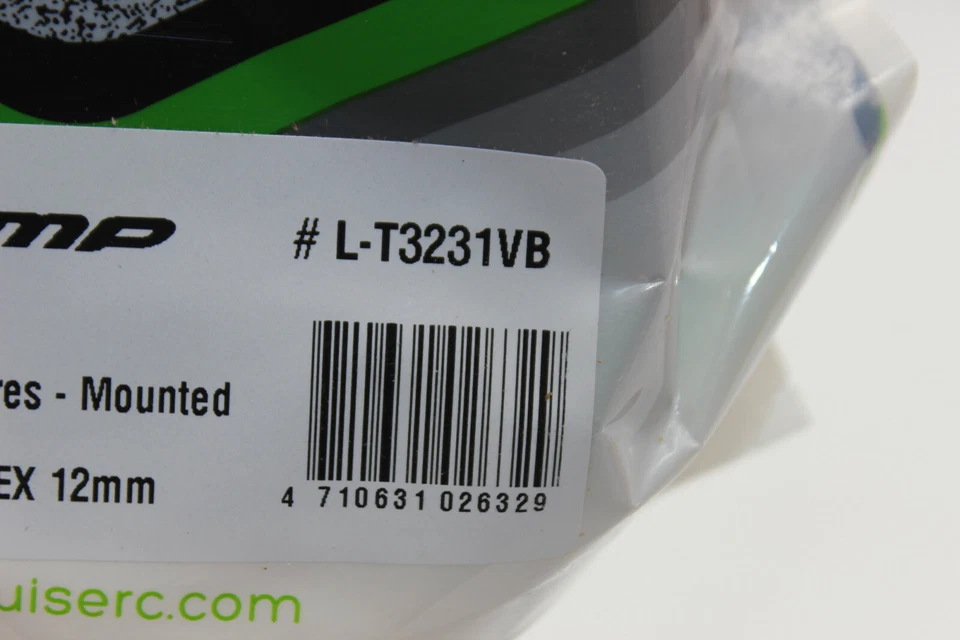 mp
# L-T3231VB
res - Mounted
EX 12mm
4 710631 026329
uiserc.com